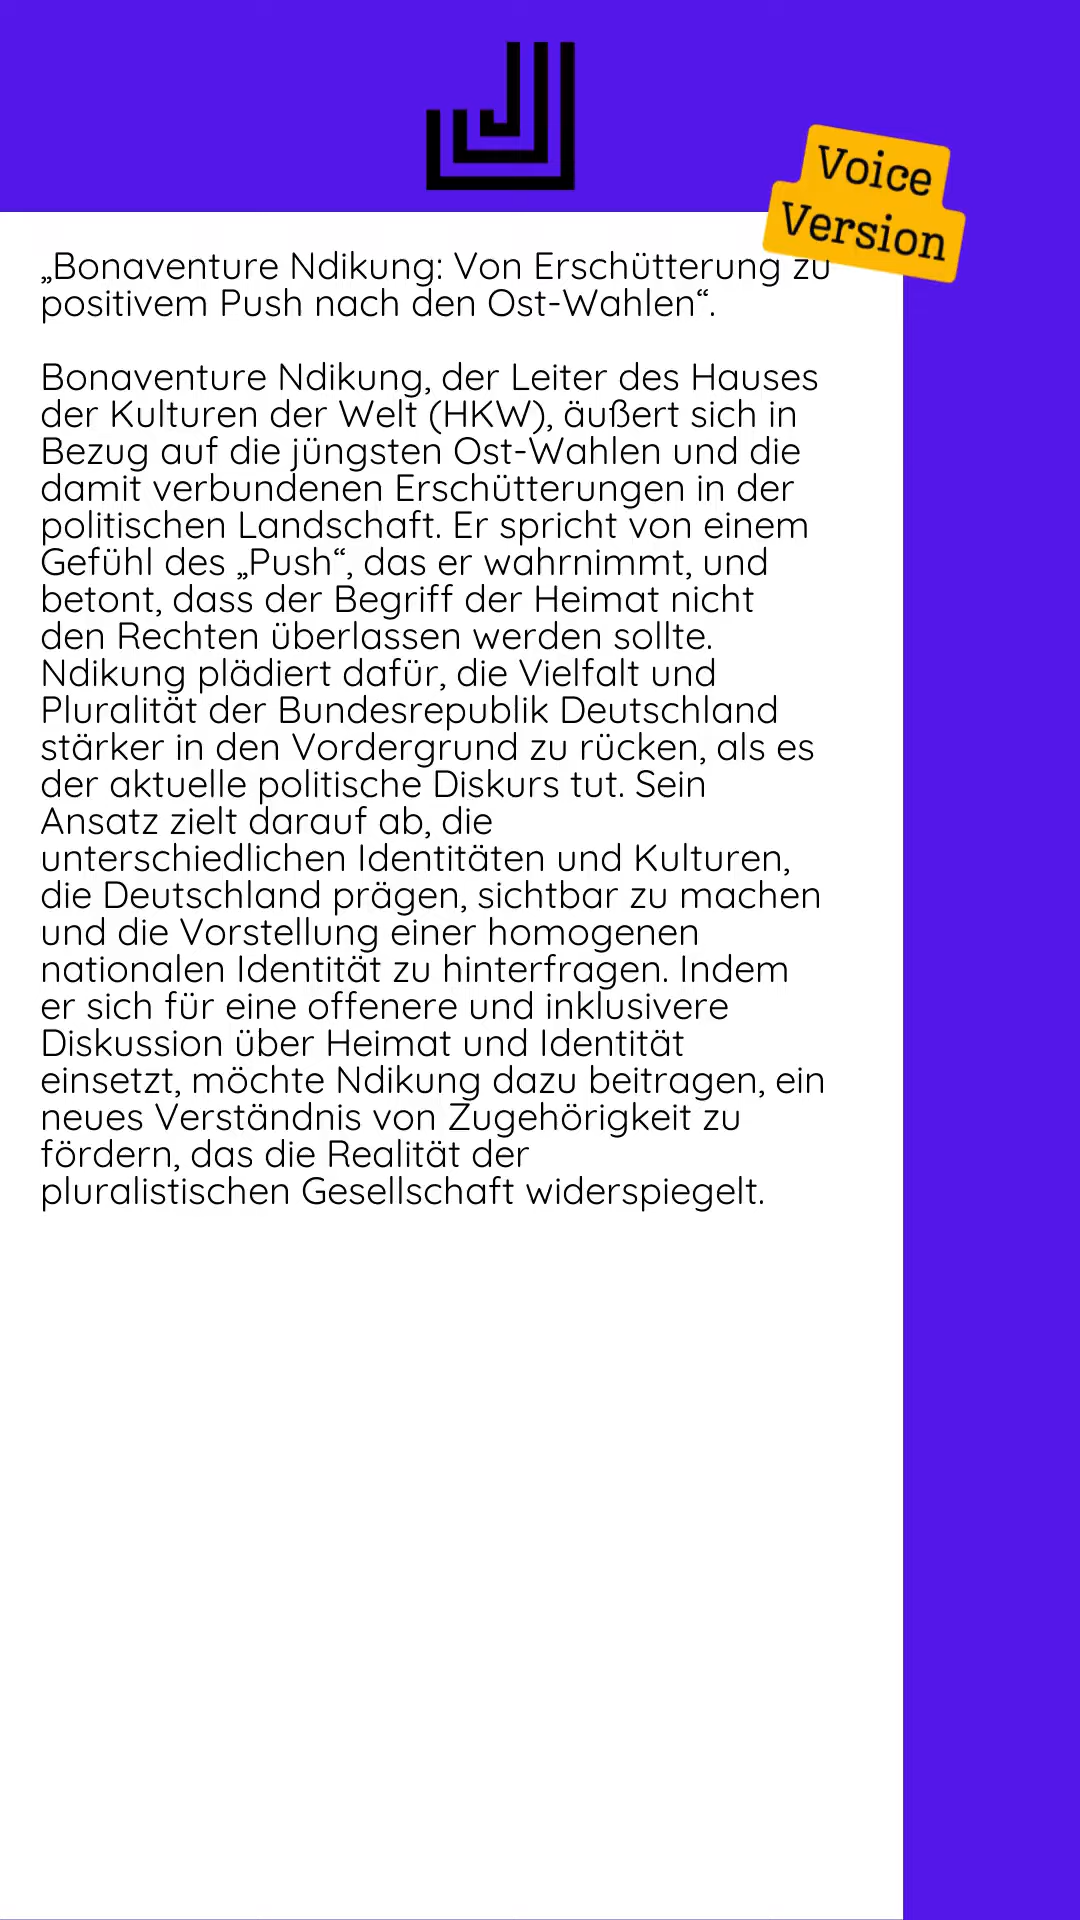 Voice
Version
„Bonaventure Ndikung: Von Erschütterung zu
positivem Push nach den Ost-Wahlen“.
Bonaventure Ndikung, der Leiter des Hauses
der Kulturen der Welt (HKW), äußert sich in
Bezug auf die jüngsten Ost-Wahlen und die
damit verbundenen Erschütterungen in der
politischen Landschaft. Er spricht von einem
Gefühl des „Push“, das er wahrnimmt, und
betont, dass der Begriff der Heimat nicht
den Rechten überlassen werden sollte.
Ndikung plädiert dafür, die Vielfalt und
Pluralität der Bundesrepublik Deutschland
stärker in den Vordergrund zu rücken, als es
der aktuelle politische Diskurs tut. Sein
Ansatz zielt darauf ab, die
unterschiedlichen Identitäten und Kulturen,
die Deutschland prägen, sichtbar zu machen
und die Vorstellung einer homogenen
nationalen Identität zu hinterfragen. Indem
er sich für eine offenere und inklusivere
Diskussion über Heimat und Identität
einsetzt, möchte Ndikung dazu beitragen, ein
neues Verständnis von Zugehörigkeit zu
fördern, das die Realität der
pluralistischen Gesellschaft widerspiegelt.